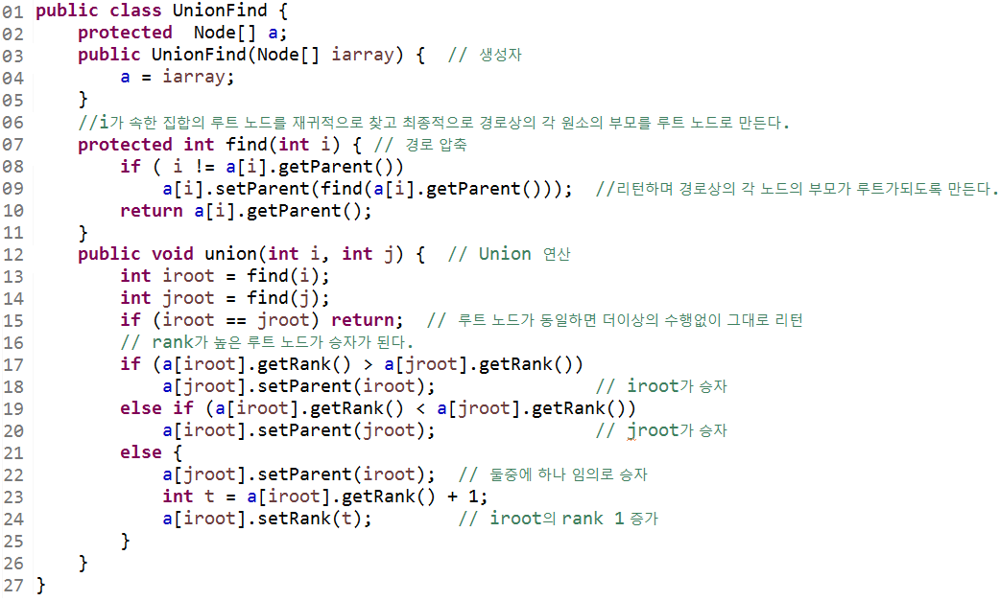 01 public class UnionFind {
02     protected  Node[] a;
03     public UnionFind(Node[] iarray) {  // 생성자
04         a = iarray;
05     }
06     //i가 속한 집합의 루트 노드를 재귀적으로 찾고 최종적으로 경로상의 각 원소의 부모를 루트 노드로 만든다.
07     protected int find(int i) { // 경로 압축
08         if ( i != a[i].getParent())
09             a[i].setParent(find(a[i].getParent()));  //리턴하며 경로상의 각 노드의 부모가 루트가되도록 만든다.
10         return a[i].getParent();
11     }
12     public void union(int i, int j) {  // Union 연산
13         int iroot = find(i);
14         int jroot = find(j);
15         if (iroot == jroot) return;  // 루트 노드가 동일하면 더이상의 수행없이 그대로 리턴
16         // rank가 높은 루트 노드가 승자가 된다.
17         if (a[iroot].getRank() > a[jroot].getRank())
18             a[jroot].setParent(iroot);               // iroot가 승자
19         else if (a[iroot].getRank() < a[jroot].getRank())
20             a[iroot].setParent(jroot);               // jroot가 승자
21         else {
22             a[jroot].setParent(iroot);  // 둘중에 하나 임의로 승자
23             int t = a[iroot].getRank() + 1;
24             a[iroot].setRank(t);        // iroot의 rank 1 증가
25         }
26     }
27 }